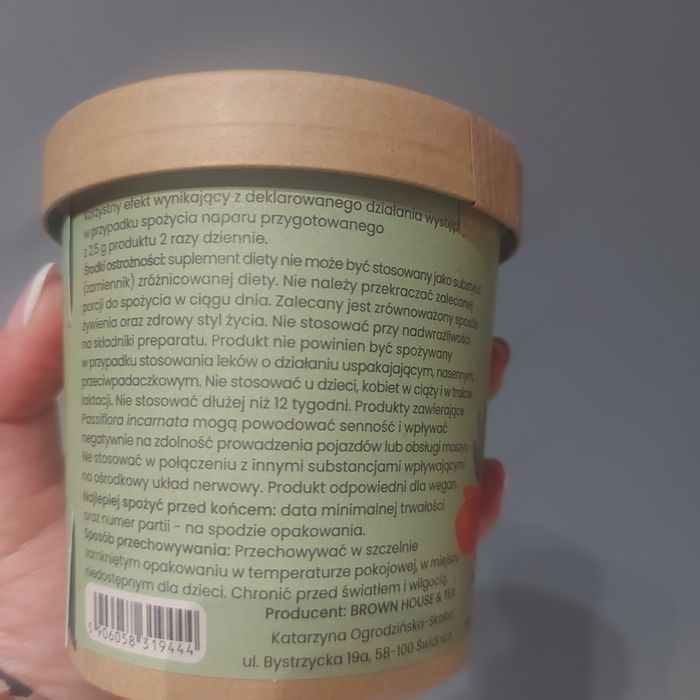 Korzystny efekt wynikający z deklarowanego działania
w przypadku spożycia naparu przygotowanego
z 2,5 g produktu 2 razy dziennie.
Środki ostrożności: suplement diety nie może być stosowany jako substytut
(zamiennik) zróżnicowanej diety. Nie należy przekraczać zalecanej
porcji do spożycia w ciągu dnia. Zalecany jest zrównoważony sposób
żywienia oraz zdrowy styl życia. Nie stosować przy nadwrażliwości
na składniki preparatu. Produkt nie powinien być spożywany
w przypadku stosowania leków o działaniu uspakajającym, nasennym,
przeciwpadaczkowym. Nie stosować u dzieci, kobiet w ciąży i w trakcie
laktacji. Nie stosować dłużej niż 12 tygodni. Produkty zawierające
Passiflora incarnata mogą powodować senność i wpływać
negatywnie na zdolność prowadzenia pojazdów lub obsługi maszyn.
Nie stosować w połączeniu z innymi substancjami wpływającymi
na ośrodkowy układ nerwowy. Produkt odpowiedni dla wegan.
Najlepiej spożyć przed końcem: data minimalnej trwałości
oraz numer partii - na spodzie opakowania.
Sposób przechowywania: Przechowywać w szczelnie
zamkniętym opakowaniu w temperaturze pokojowej, w miejscu
niedostępnym dla dzieci. Chronić przed światłem i wilgocią.
Producent: BROWN HOUSE & TEA
Katarzyna Ogrodzińska-Skalba
ul. Bystrzycka 19a, 58-100 Świdnica
5 906058 319444